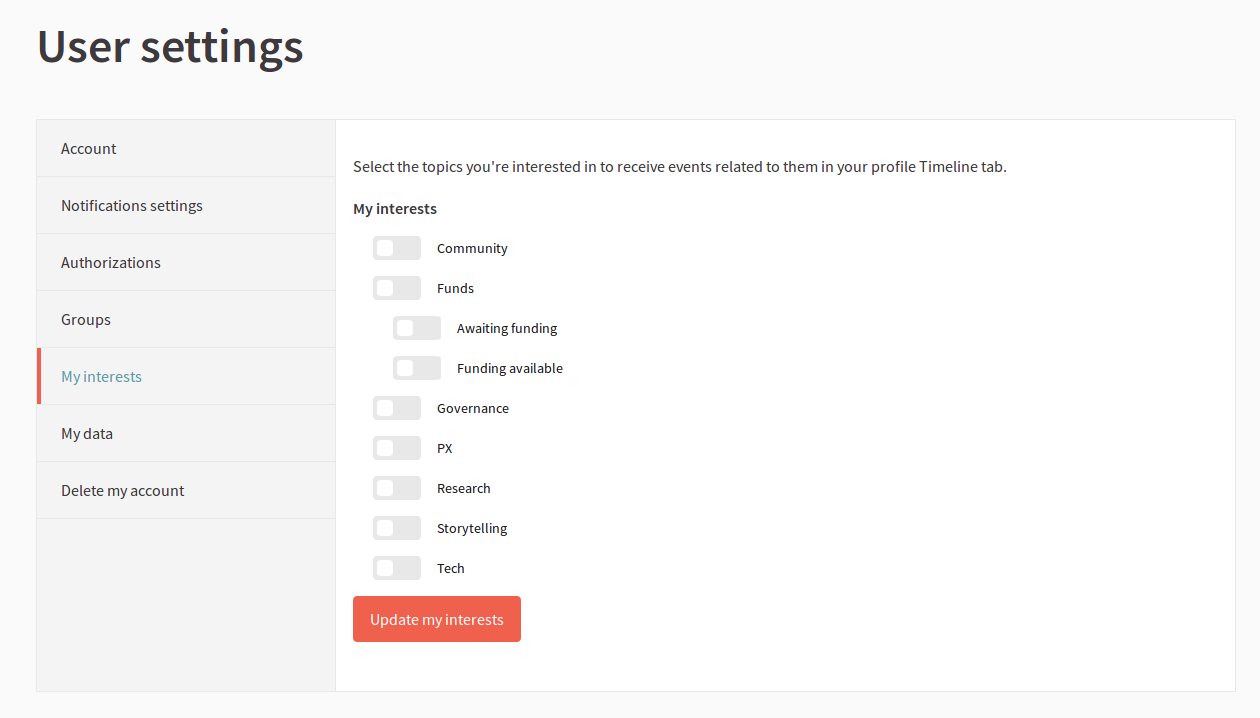 User settings
Account
Notifications settings
Authorizations
Groups
My interests
My data
Delete my account
Select the topics you're interested in to receive events related to them in your profile Timeline tab.
My interests
Community
Funds
Awaiting funding
Funding available
Governance
PX
Research
Storytelling
Tech
Update my interests